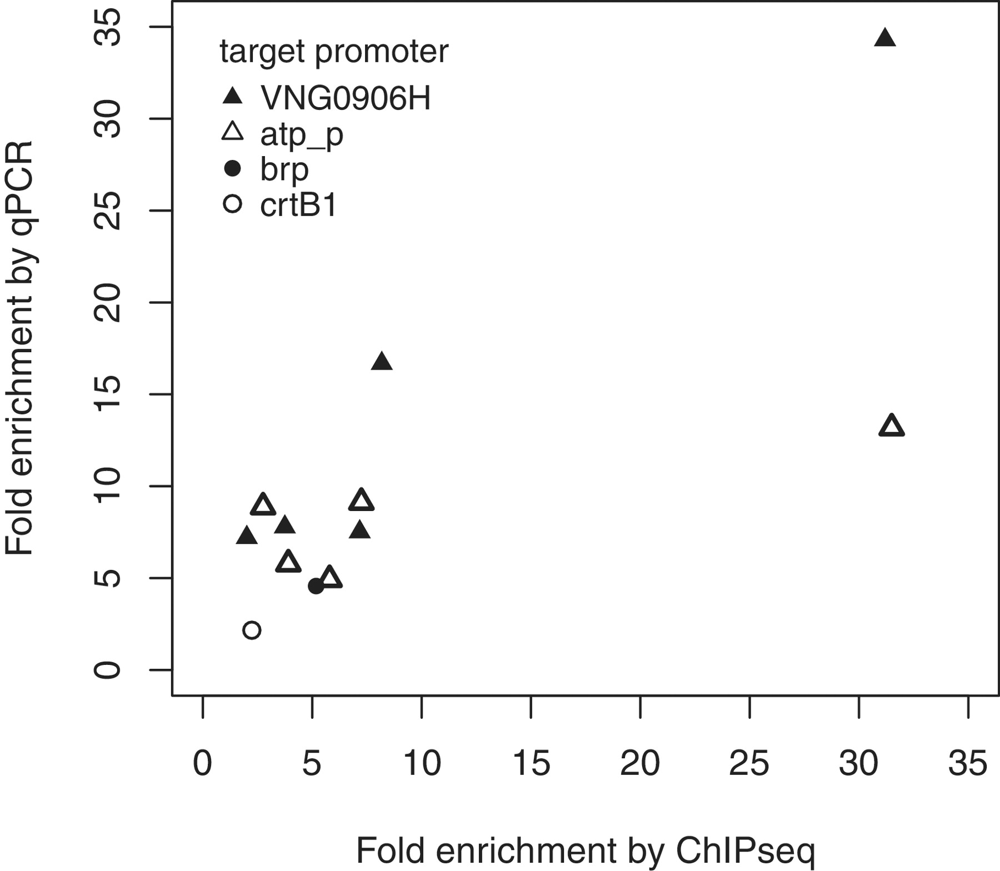 target promoter
VNG0906H
atp_p
brp
crtB1
Fold enrichment by qPCR
35
30
25
20
15
10
5
0
0 5 10 15 20 25 30 35
Fold enrichment by ChIPseq